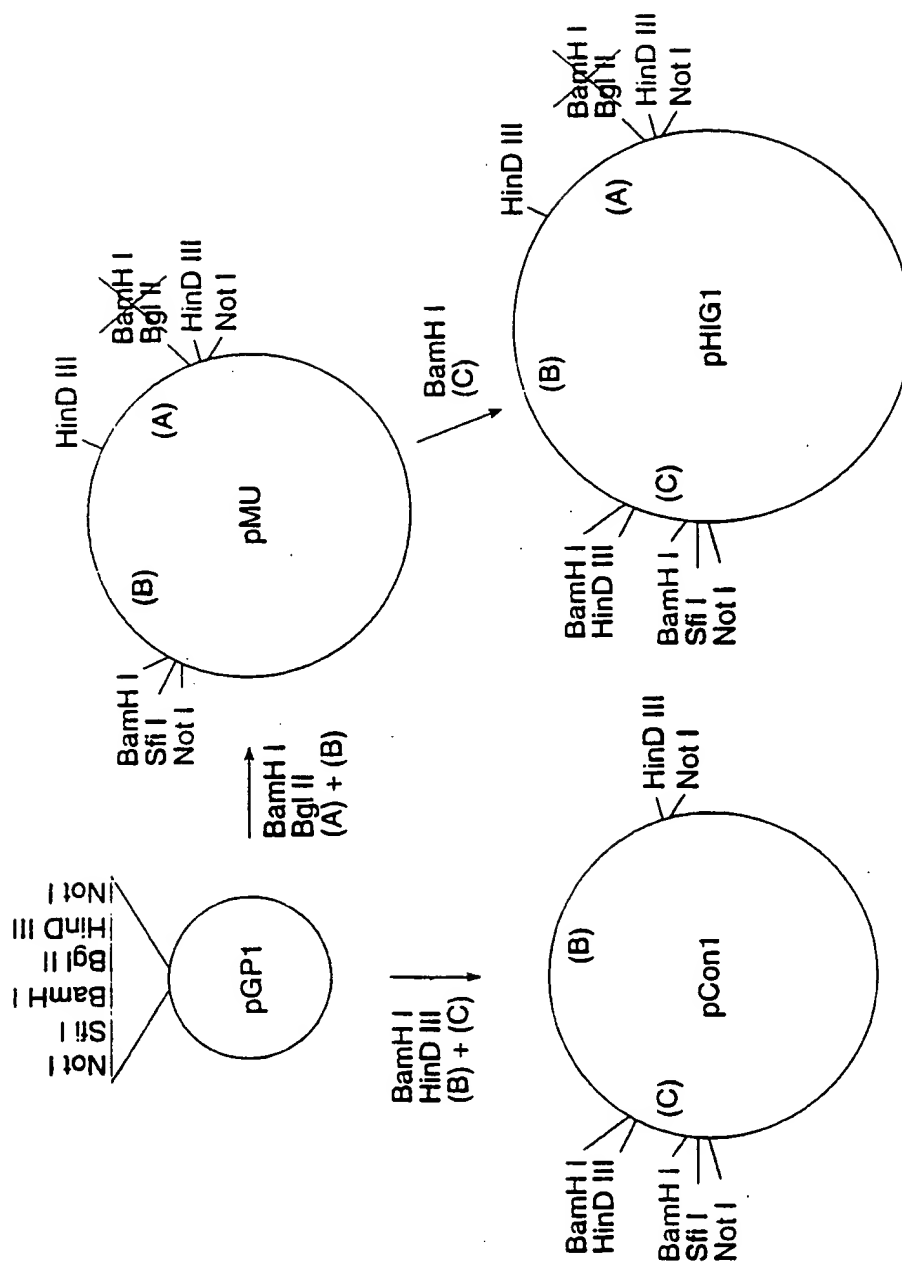 Not I
Sfi I
BamH I
Bgl II
HinD III
Not I
pGP1
BamH I
Bgl II
(A) + (B)
BamH I
Sfi I
Not I
(B)
pMU
(A)
HinD III
BamH I
Bgl II
HinD III
Not I
BamH I
HinD III
(B) + (C)
BamH I
(C)
BamH I
HinD III
(C)
BamH I
Sfi I
Not I
pCon1
(B)
HinD III
Not I
BamH I
HinD III
(C)
BamH I
Sfi I
Not I
(B)
pHIG1
(A)
HinD III
BamH I
Bgl II
HinD III
Not I